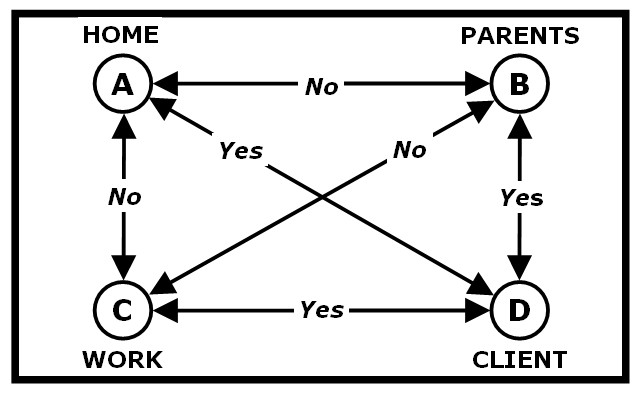 HOME
PARENTS
A
No
B
Yes
No
No
Yes
C
Yes
D
WORK
CLIENT